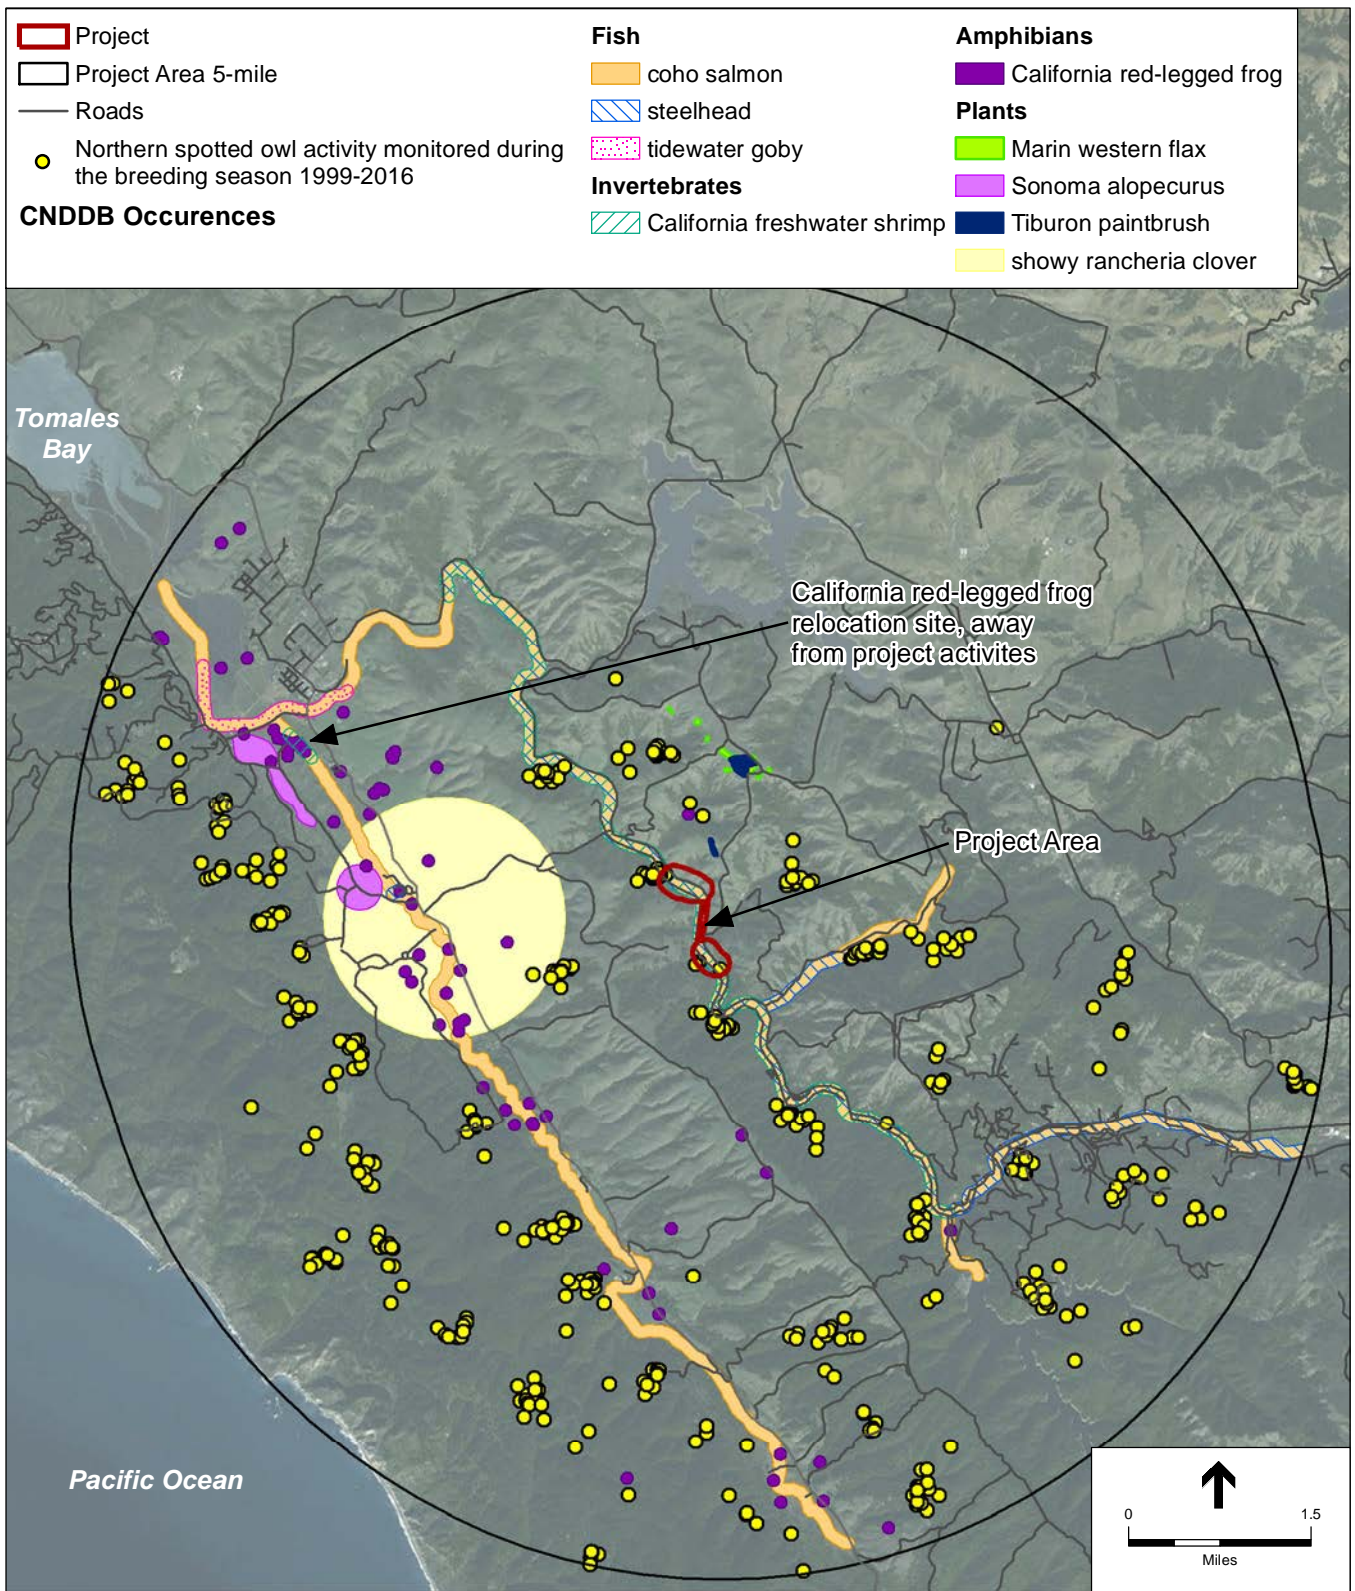 Project
Project Area 5-mile
Roads
Northern spotted owl activity monitored during
the breeding season 1999-2016
CNDDB Occurences
Fish
coho salmon
steelhead
tidewater goby
Invertebrates
California freshwater shrimp
Amphibians
California red-legged frog
Plants
Marin western flax
Sonoma alopecurus
Tiburon paintbrush
showy rancheria clover
Tomales
Bay
California red-legged frog
relocation site, away
from project activites
Project Area
Pacific Ocean
0 1.5
Miles